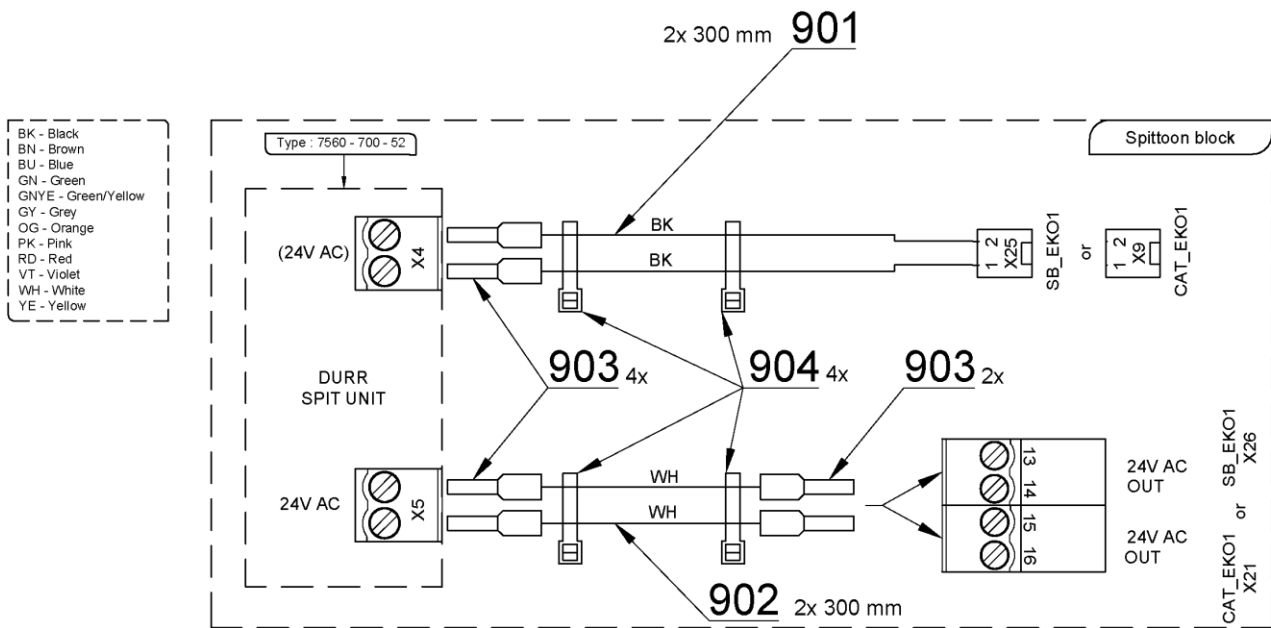 2x 300 mm 901
BK - Black
BN - Brown
BU - Blue
GN - Green
GNYE - Green/Yellow
GY - Grey
OG - Orange
PK - Pink
RD - Red
VT - Violet
WH - White
YE - Yellow
Type : 7560 - 700 - 52
Spittoon block
(24V AC)
X4
BK
BK
1 2
X25
SB_EKO1
or
1 2
X9
CAT_EKO1
903 4x
904 4x
903 2x
DURR
SPIT UNIT
24V AC
X5
WH
WH
13
14
15
16
24V AC
OUT
24V AC
OUT
SB_EKO1
X26
or
CAT_EKO1
X21
902 2x 300 mm